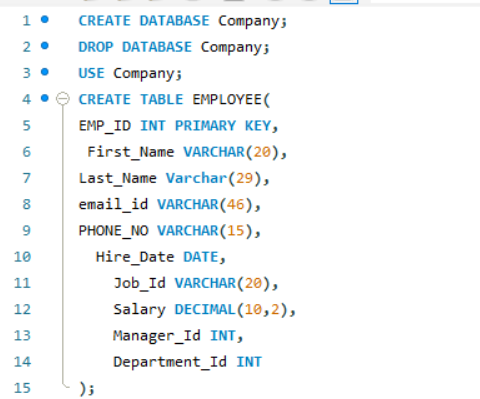 1 CREATE DATABASE Company;
2 DROP DATABASE Company;
3 USE Company;
4 CREATE TABLE EMPLOYEE(
5 EMP_ID INT PRIMARY KEY,
6 First_Name VARCHAR(20),
7 Last_Name Varchar(29),
8 email_id VARCHAR(46),
9 PHONE_NO VARCHAR(15),
10 Hire_Date DATE,
11 Job_Id VARCHAR(20),
12 Salary DECIMAL(10,2),
13 Manager_Id INT,
14 Department_Id INT
15 );